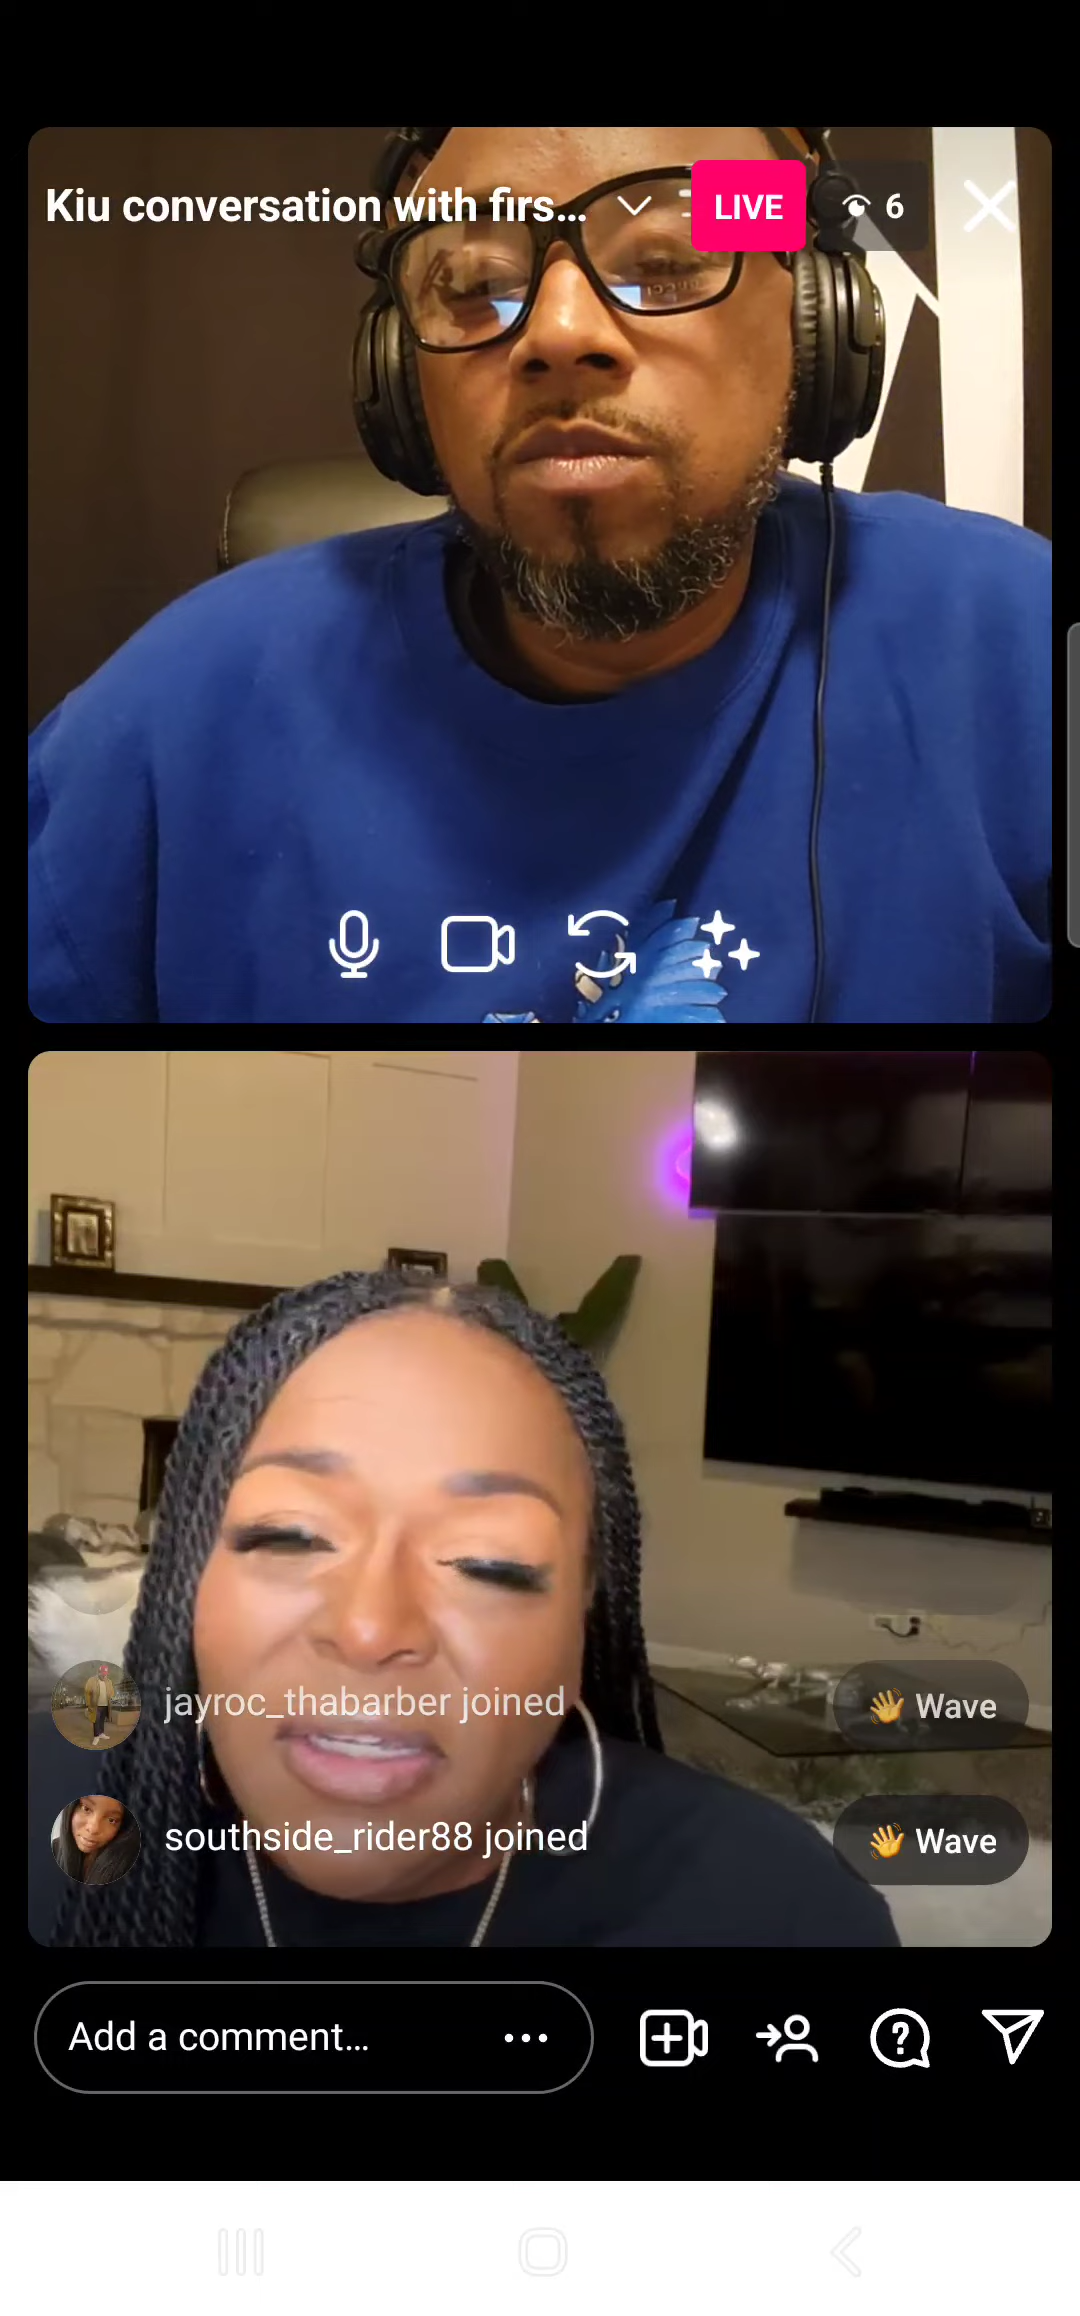 Kiu conversation with firs...
LIVE
6
jayroc_thabarber joined
👋 Wave
southside_rider88 joined
👋 Wave
Add a comment...